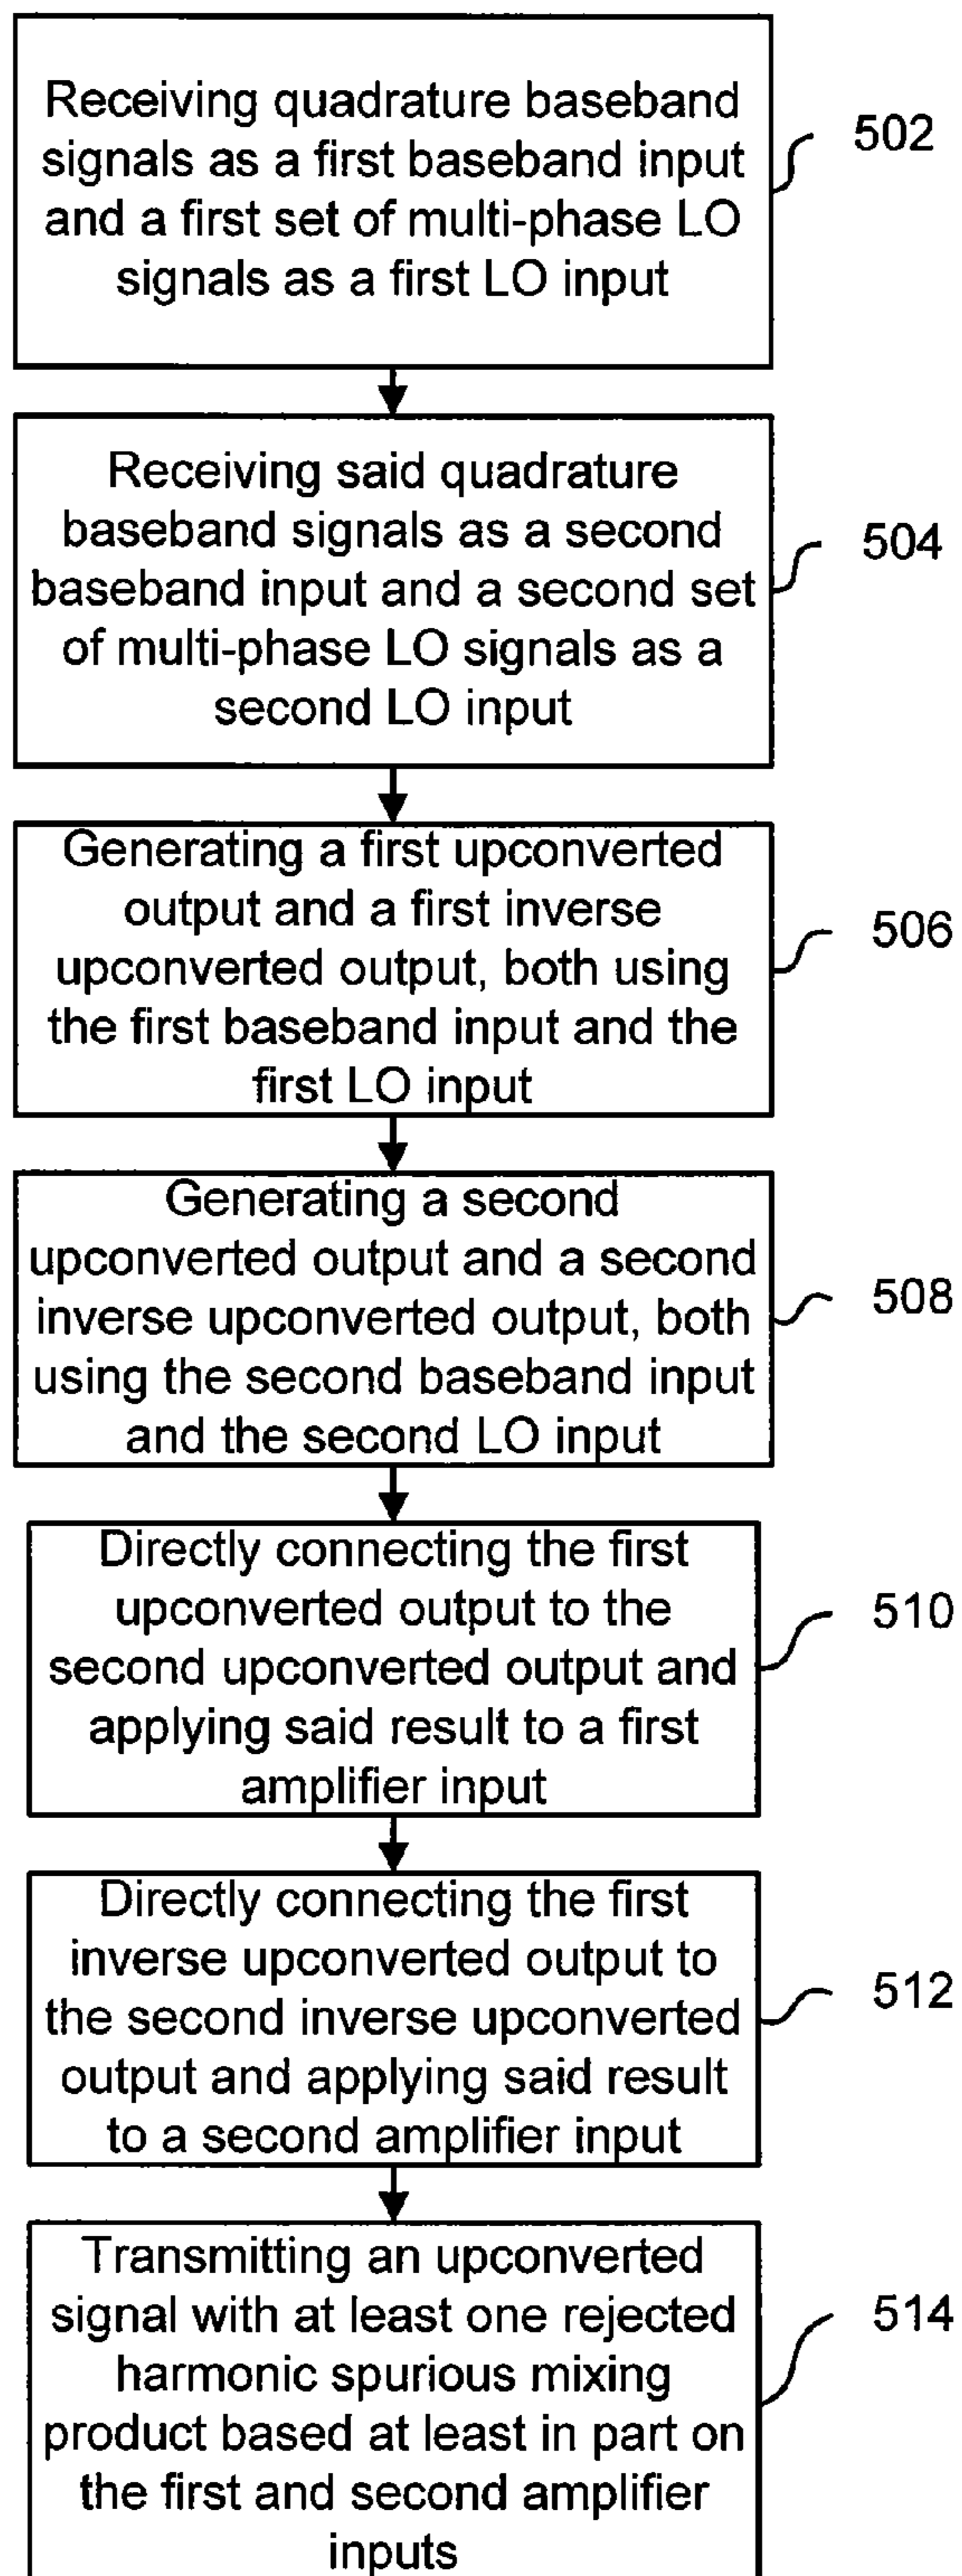 Receiving quadrature baseband
signals as a first baseband input
and a first set of multi-phase LO
signals as a first LO input
502
Receiving said quadrature
baseband signals as a second
baseband input and a second set
of multi-phase LO signals as a
second LO input
504
Generating a first upconverted
output and a first inverse
upconverted output, both using
the first baseband input and the
first LO input
506
Generating a second
upconverted output and a second
inverse upconverted output, both
using the second baseband input
and the second LO input
508
Directly connecting the first
upconverted output to the
second upconverted output and
applying said result to a first
amplifier input
510
Directly connecting the first
inverse upconverted output to
the second inverse upconverted
output and applying said result
to a second amplifier input
512
Transmitting an upconverted
signal with at least one rejected
harmonic spurious mixing
product based at least in part on
the first and second amplifier
inputs
514